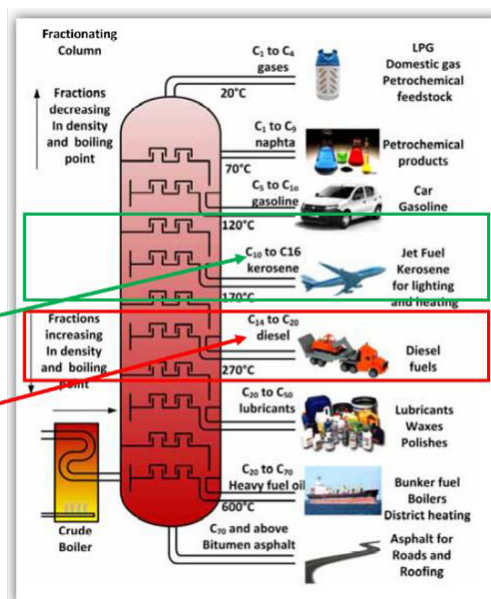 Fractionating
Column
Fractions
decreasing
In density
and boiling
point
C₁ to C₄
gases
20°C
LPG
Domestic gas
Petrochemical
feedstock
C₁ to C₉
naphta
70°C
Petrochemical
products
C₅ to C₁₀
gasoline
120°C
Car
Gasoline
C₁₀ to C16
kerosene
170°C
Jet Fuel
Kerosene
for lighting
and heating
Fractions
increasing
In density
and boiling
point
C₁₄ to C₂₀
diesel
270°C
Diesel
fuels
C₂₀ to C₅₀
lubricants
Lubricants
Waxes
Polishes
C₂₀ to C₇₀
Heavy fuel oil
600°C
Bunker fuel
Boilers
District heating
Crude
Boiler
C₇₀ and above
Bitumen asphalt
Asphalt for
Roads and
Roofing